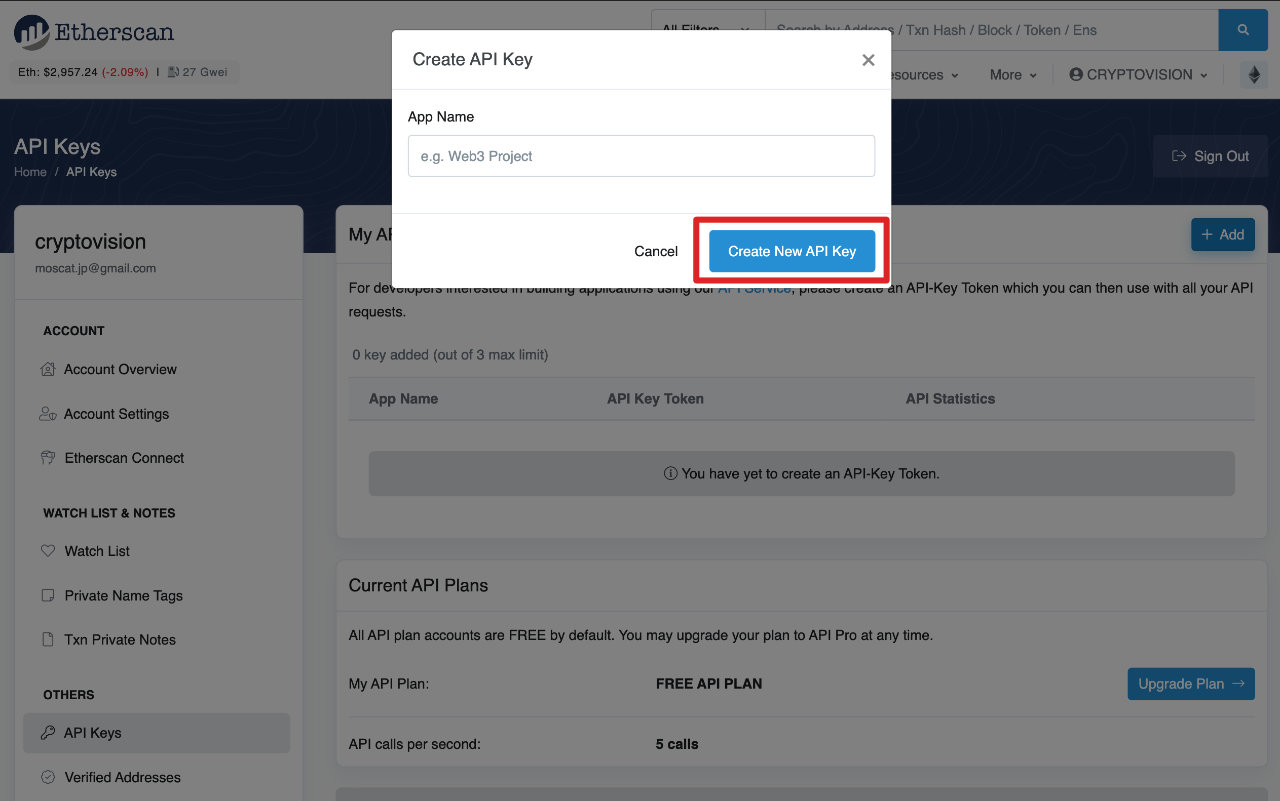 Etherscan
All Filters
Search by Address / Txn Hash / Block / Token / Ens
Eth: $2,957.24 (-2.09%) | 27 Gwei
esources
More
CRYPTOVISION
Create API Key
App Name
e.g. Web3 Project
Cancel
Create New API Key
API Keys
Home / API Keys
Sign Out
cryptovision
moscat.jp@gmail.com
ACCOUNT
Account Overview
Account Settings
Etherscan Connect
WATCH LIST & NOTES
Watch List
Private Name Tags
Txn Private Notes
OTHERS
API Keys
Verified Addresses
My AP
+ Add
For developers interested in building applications using our API Service, please create an API-Key Token which you can then use with all your API
requests.
0 key added (out of 3 max limit)
App Name API Key Token API Statistics
You have yet to create an API-Key Token.
Current API Plans
All API plan accounts are FREE by default. You may upgrade your plan to API Pro at any time.
My API Plan: FREE API PLAN
Upgrade Plan →
API calls per second: 5 calls